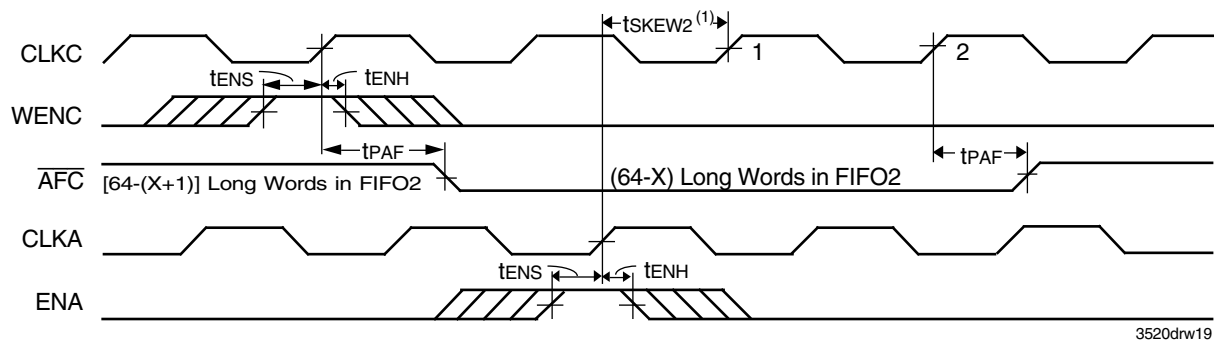 tSKEW2 (1)
CLKC
1
2
tENS
tENH
WENC
tPAF
tPAF
AFC
[64-(X+1)] Long Words in FIFO2
(64-X) Long Words in FIFO2
CLKA
tENS
tENH
ENA
3520drw19